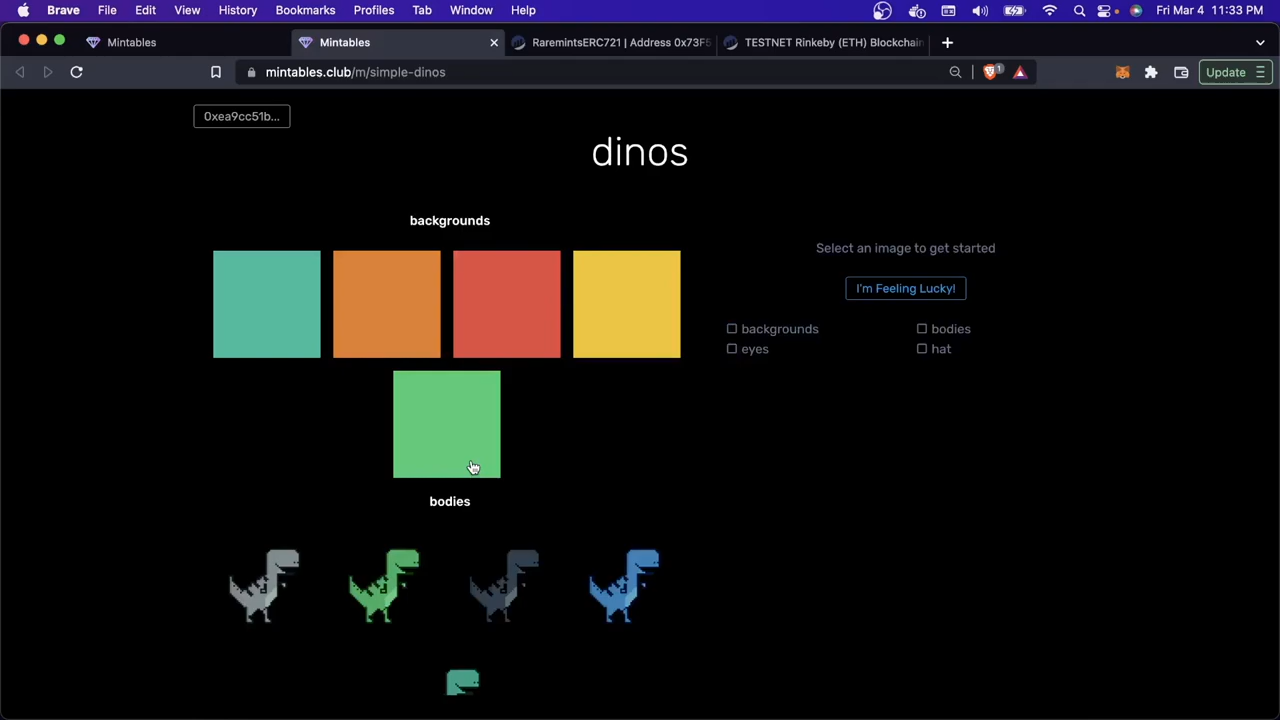 Brave File Edit View History Bookmarks Profiles Tab Window Help Fri Mar 4 11:33 PM
Mintables Mintables RaremintsERC721 | Address 0x73F5 TESTNET Rinkeby (ETH) Blockchain
mintables.club/m/simple-dinos 1 Update
0xea9cc51b...
dinos
backgrounds
Select an image to get started
I'm Feeling Lucky!
backgrounds bodies
eyes hat
bodies